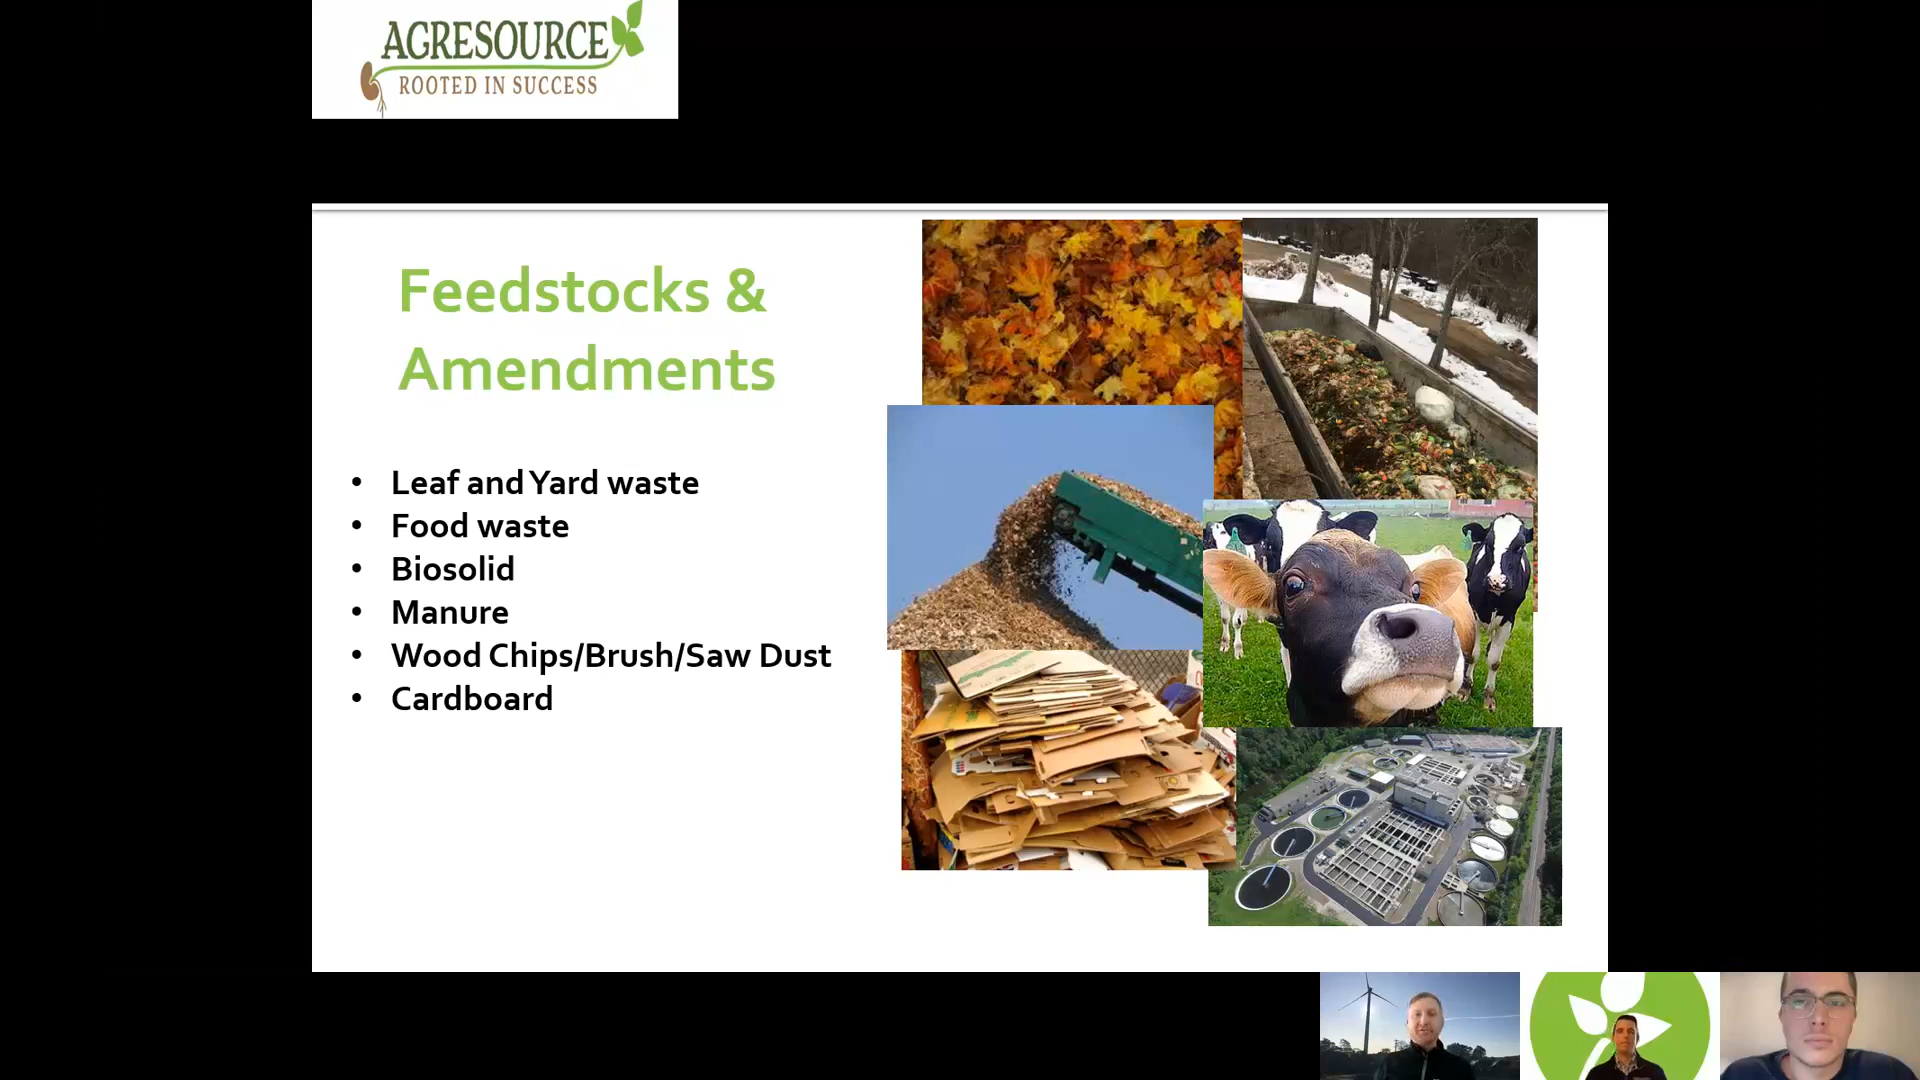 AGRESOURCE
ROOTED IN SUCCESS
Feedstocks &
Amendments
• Leaf and Yard waste
• Food waste
• Biosolid
• Manure
• Wood Chips/Brush/Saw Dust
• Cardboard